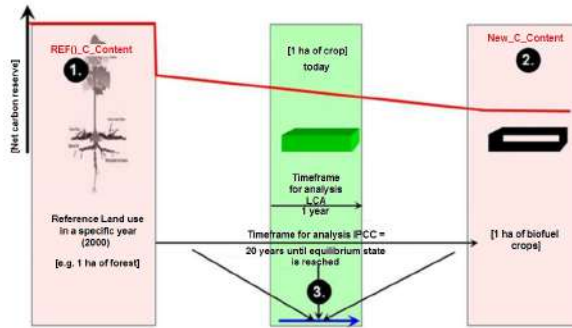 [Net carbon reserve]
REF()_C_Content
1.
Reference Land use
in a specific year
(2000)
[e.g. 1 ha of forest]
[1 ha of crop]
today
Timeframe
for analysis
LCA
1 year
Timeframe for analysis IPCC =
20 years until equilibrium state
is reached
3.
New_C_Content
2.
[1 ha of biofuel
crops]